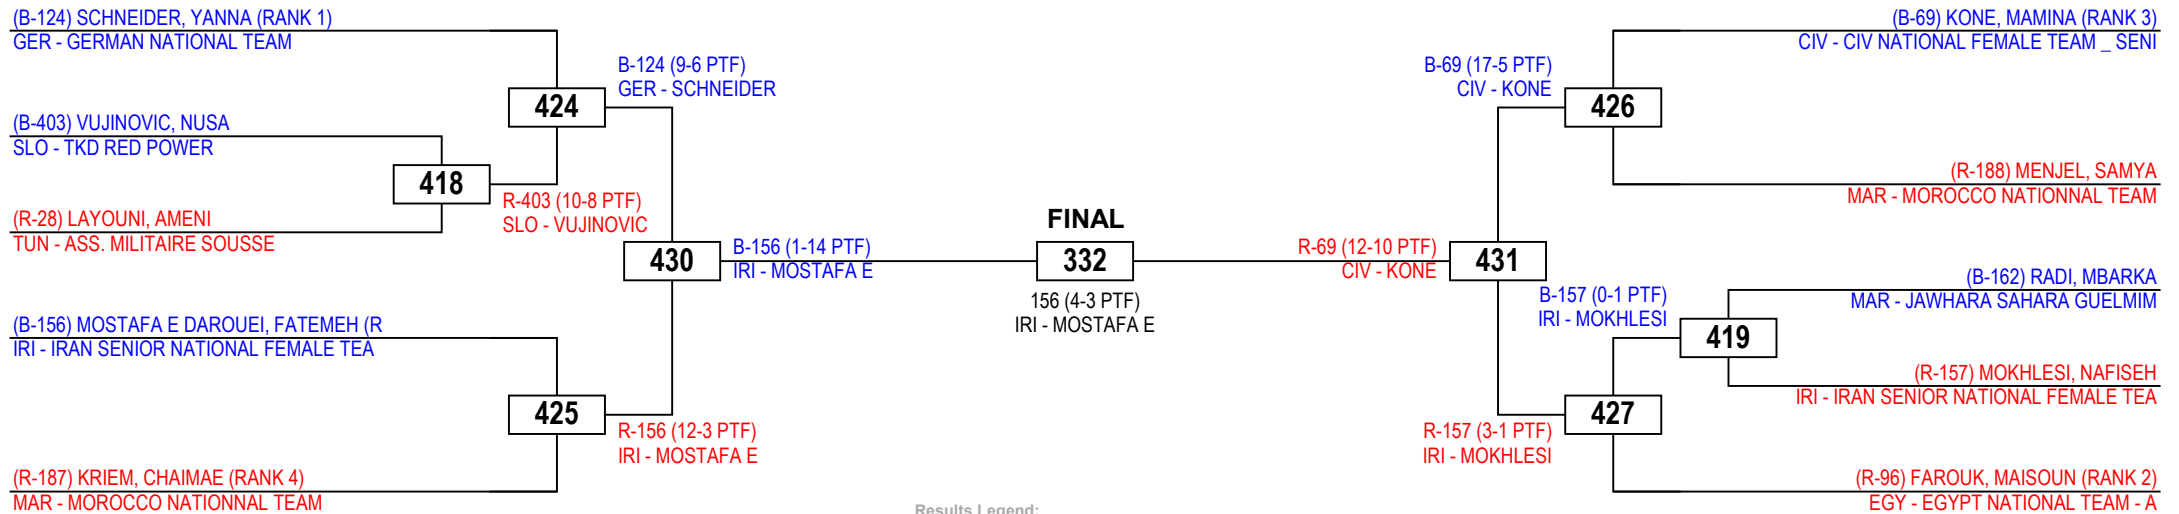 (B-124) SCHNEIDER, YANNA (RANK 1)
GER - GERMAN NATIONAL TEAM
B-124 (9-6 PTF)
GER - SCHNEIDER
424
(B-403) VUJINOVIC, NUSA
SLO - TKD RED POWER
418
R-403 (10-8 PTF)
SLO - VUJINOVIC
(R-28) LAYOUNI, AMENI
TUN - ASS. MILITAIRE SOUSSE
430
B-156 (1-14 PTF)
IRI - MOSTAFA E
(B-156) MOSTAFA E DAROUEI, FATEMEH (R
IRI - IRAN SENIOR NATIONAL FEMALE TEA
425
R-156 (12-3 PTF)
IRI - MOSTAFA E
(R-187) KRIEM, CHAIMAE (RANK 4)
MAR - MOROCCO NATIONNAL TEAM
FINAL
332
156 (4-3 PTF)
IRI - MOSTAFA E
(B-69) KONE, MAMINA (RANK 3)
CIV - CIV NATIONAL FEMALE TEAM _ SENI
B-69 (17-5 PTF)
CIV - KONE
426
(R-188) MENJEL, SAMYA
MAR - MOROCCO NATIONNAL TEAM
R-69 (12-10 PTF)
CIV - KONE
431
(B-162) RADI, MBARKA
MAR - JAWHARA SAHARA GUELMIM
B-157 (0-1 PTF)
IRI - MOKHLESI
419
(R-157) MOKHLESI, NAFISEH
IRI - IRAN SENIOR NATIONAL FEMALE TEA
427
R-157 (3-1 PTF)
IRI - MOKHLESI
(R-96) FAROUK, MAISOUN (RANK 2)
EGY - EGYPT NATIONAL TEAM - A
Results Legend: